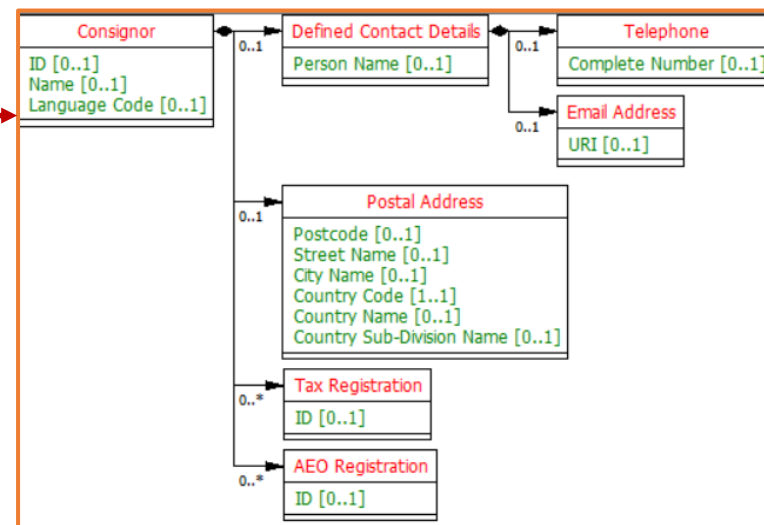 Consignor
ID [0..1]
Name [0..1]
Language Code [0..1]
0..1
Defined Contact Details
Person Name [0..1]
0..1
Telephone
Complete Number [0..1]
0..1
Email Address
URI [0..1]
0..1
Postal Address
Postcode [0..1]
Street Name [0..1]
City Name [0..1]
Country Code [1..1]
Country Name [0..1]
Country Sub-Division Name [0..1]
0..*
Tax Registration
ID [0..1]
0..*
AEO Registration
ID [0..1]